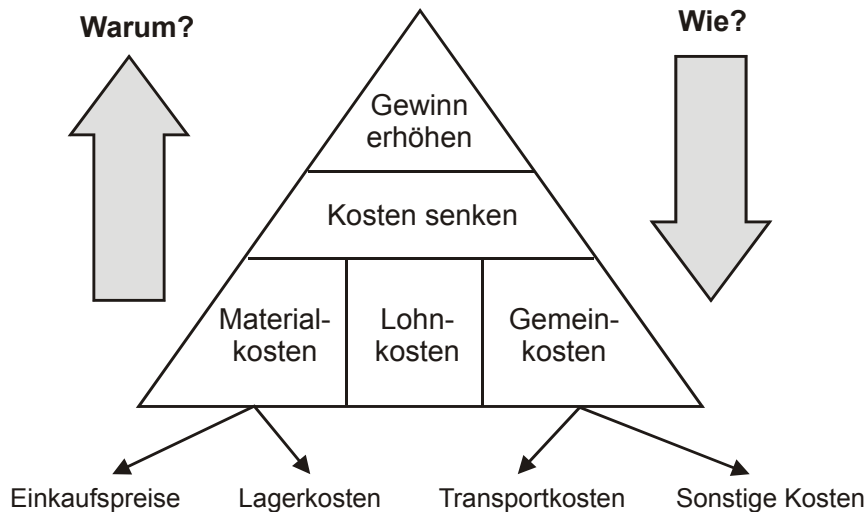 Warum?
Wie?
Gewinn
erhöhen
Kosten senken
Material-
kosten
Lohn-
kosten
Gemein-
kosten
Einkaufspreise
Lagerkosten
Transportkosten
Sonstige Kosten